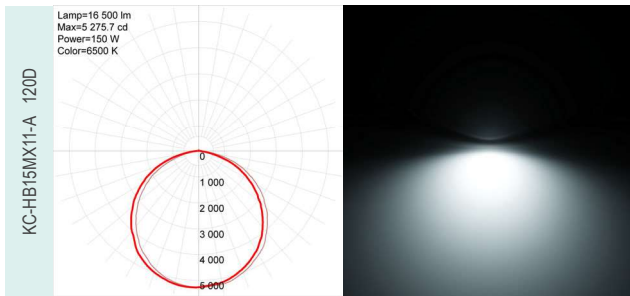 KC-HB15MX11-A 120D
Lamp=16 500 lm
Max=5 275.7 cd
Power=150 W
Color=6500 K
0
1 000
2 000
3 000
4 000
5 000